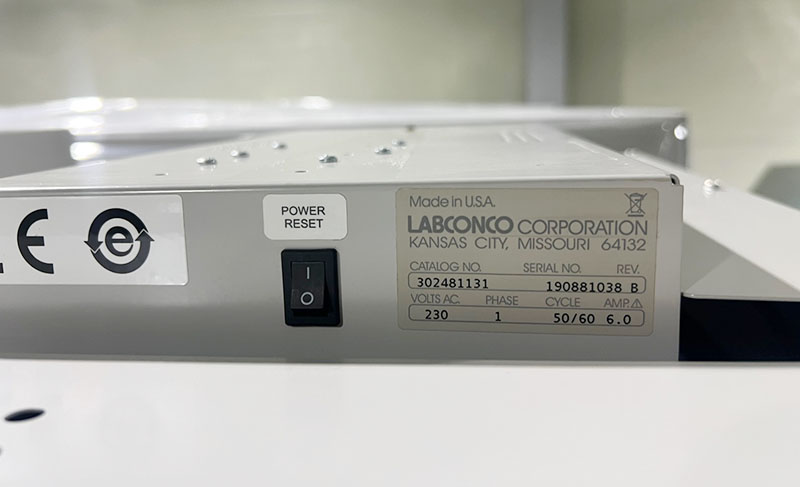 CE
e
POWER
RESET
I
O
Made in U.S.A.
LABCONCO CORPORATION
KANSAS CITY, MISSOURI 64132
CATALOG NO. SERIAL NO. REV.
302481131 190881038 B
VOLTS AC. PHASE CYCLE AMP.⚠
230 1 50/60 6.0